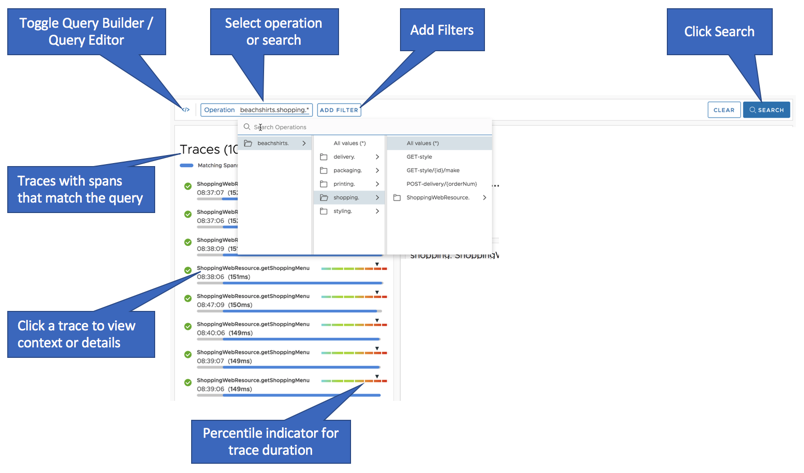 Toggle Query Builder /
Query Editor
Select operation
or search
Add Filters
Click Search
</> Operation beachshirts.shopping.* ADD FILTER CLEAR SEARCH
Search Operations
Traces (10
Matching Span
beachshirts.
All values (*)
delivery.
packaging.
printing.
shopping.
styling.
All values (*)
GET-style
GET-style/{id}/make
POST-delivery/{orderNum}
ShoppingWebResource.
Traces with spans
that match the query
ShoppingWebR
08:37:07 (15
ShoppingWebR
08:37:06 (15
ShoppingWebR
08:38:09 (15
ShoppingWebResource.getShoppingMenu
08:38:06 (151ms)
ShoppingWebResource.getShoppingMenu
08:47:09 (150ms)
ShoppingWebResource.getShoppingMenu
08:40:06 (149ms)
ShoppingWebResource.getShoppingMenu
08:39:07 (149ms)
ShoppingWebResource.getShoppingMenu
08:39:06 (149ms)
shopping. Shopping
Click a trace to view
context or details
Percentile indicator for
trace duration